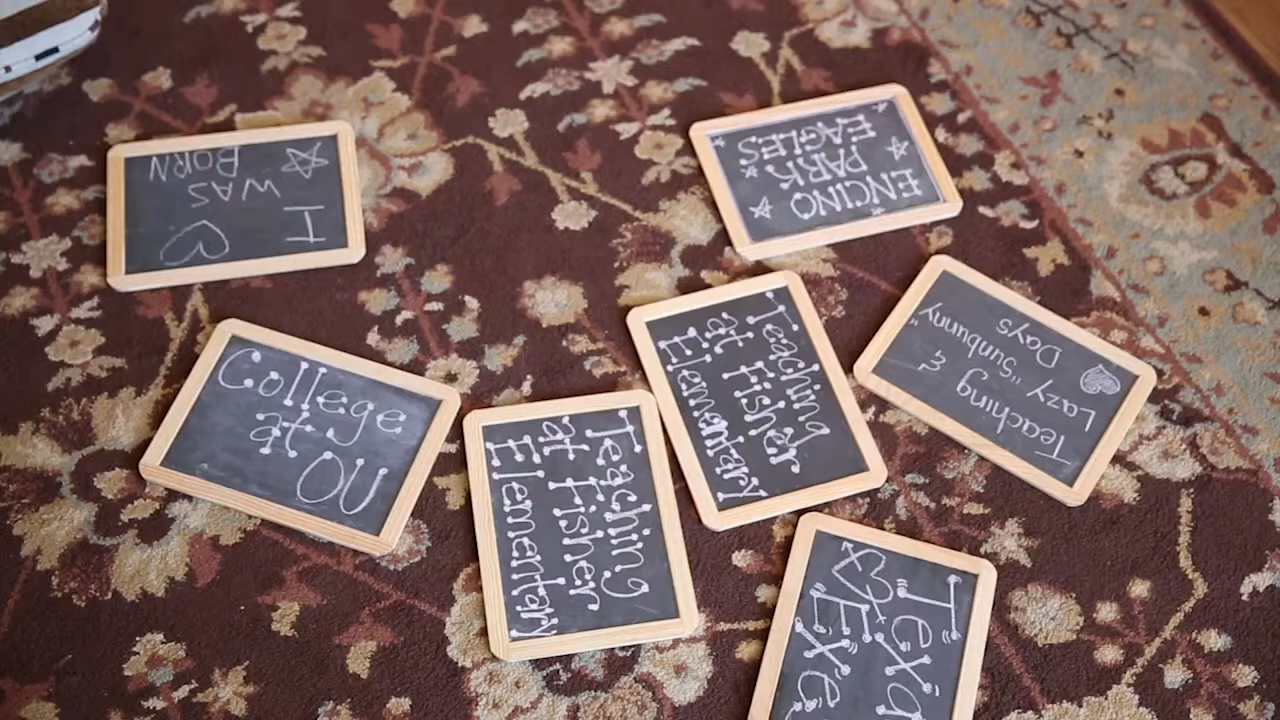 I
WAS
BORN
ENCINO
PARK
EAGLES
College
at
OU
Teaching
at Fisher
Elementary
Teaching
at Fisher
Elementary
Teaching &
Lazy "Sunbunny"
Days
Texa
TExe